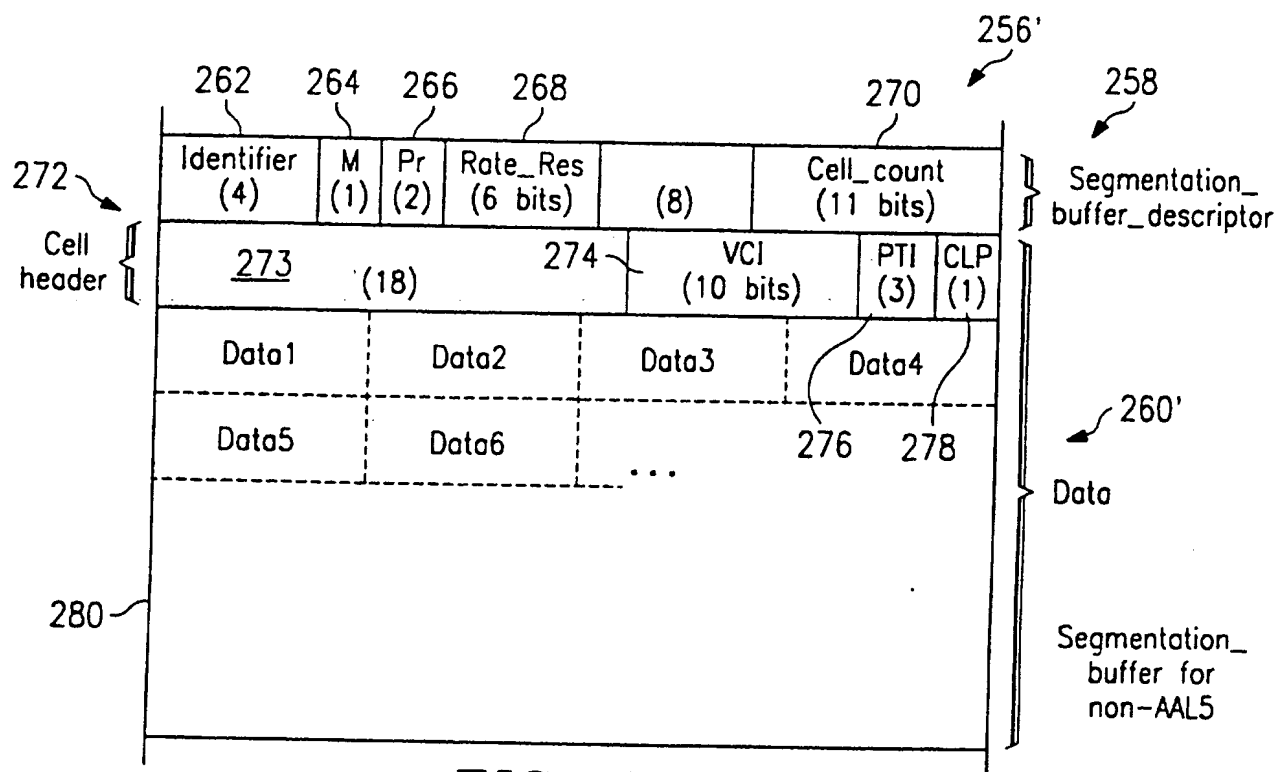 256'
262 264 266 268 270 258
Identifier (4)
M (1)
Pr (2)
Rate_Res (6 bits)
(8)
Cell_count (11 bits)
Segmentation_
buffer_descriptor
272
Cell
header
273 (18)
274
VCI (10 bits)
PTI (3)
CLP (1)
Data1 Data2 Data3 Data4
Data5 Data6 ...
276 278
260'
Data
280
Segmentation_
buffer for
non-AAL5